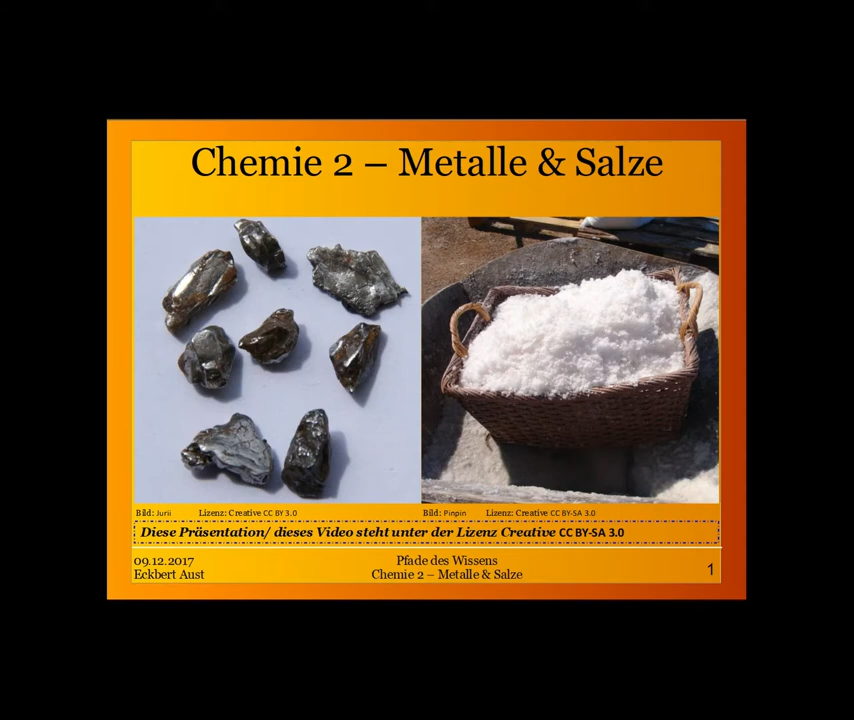 Chemie 2 – Metalle & Salze
Bild: Jurii Lizenz: Creative CC BY 3.0
Bild: Pinpin Lizenz: Creative CC BY-SA 3.0
Diese Präsentation/ dieses Video steht unter der Lizenz Creative CC BY-SA 3.0
09.12.2017
Eckbert Aust
Pfade des Wissens
Chemie 2 – Metalle & Salze
1